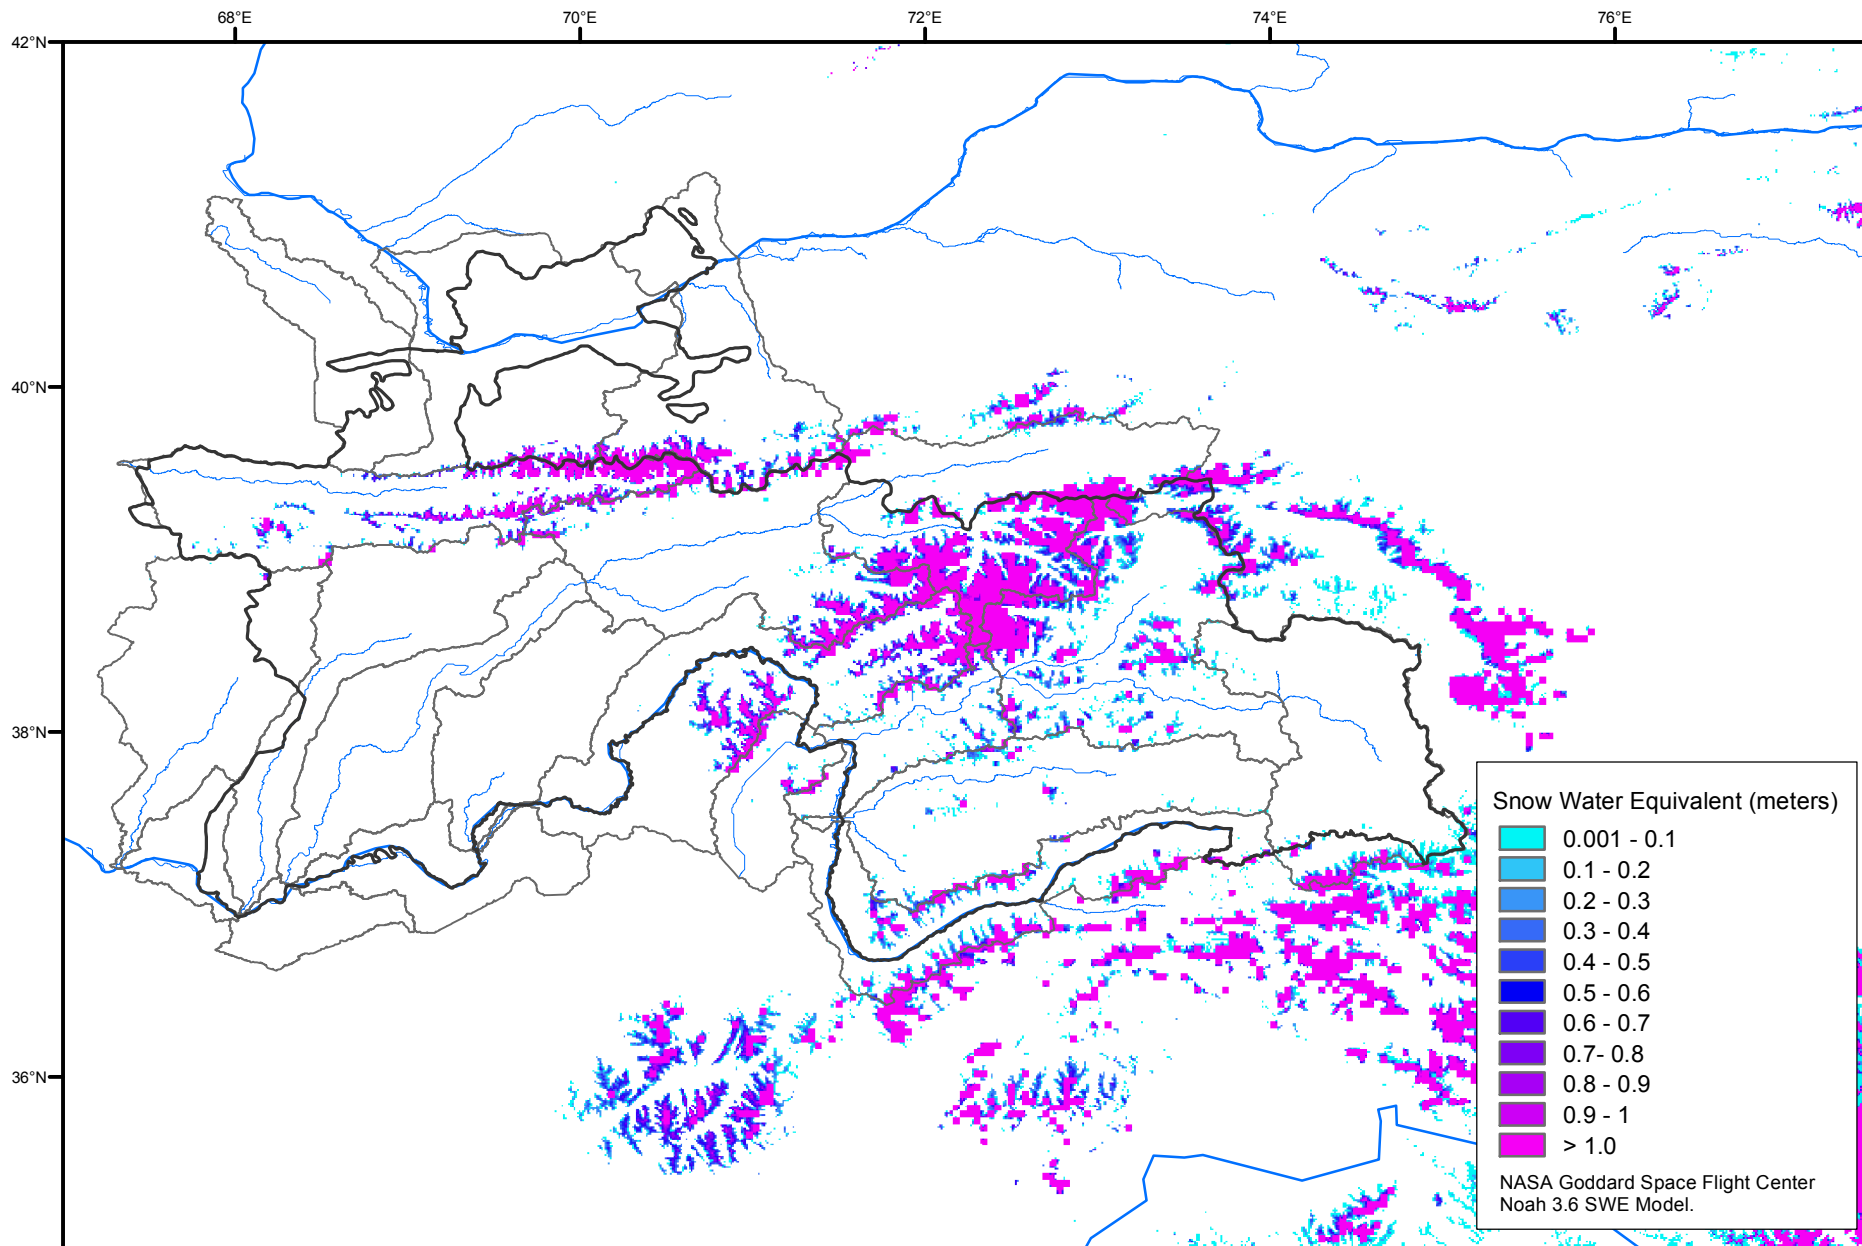 68°E 70°E 72°E 74°E 76°E
42°N
40°N
38°N
36°N
Snow Water Equivalent (meters)
0.001 - 0.1
0.1 - 0.2
0.2 - 0.3
0.3 - 0.4
0.4 - 0.5
0.5 - 0.6
0.6 - 0.7
0.7- 0.8
0.8 - 0.9
0.9 - 1
> 1.0
NASA Goddard Space Flight Center
Noah 3.6 SWE Model.